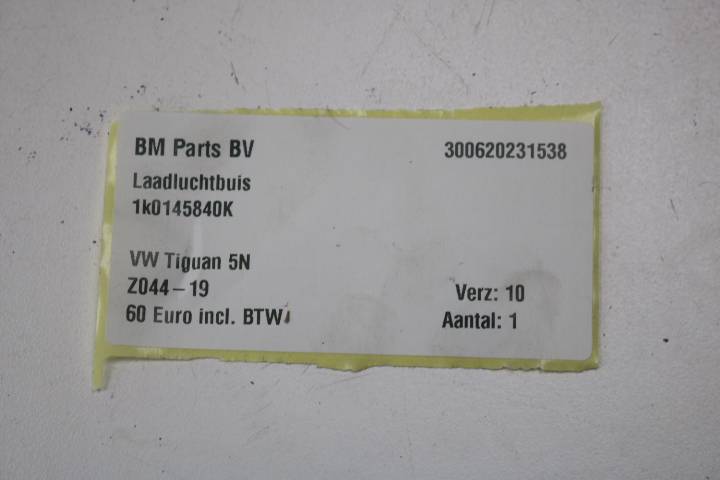 BM Parts BV 300620231538
Laadluchtbuis
1k0145840K
VW Tiguan 5N
Z044-19 Verz: 10
60 Euro incl. BTW Aantal: 1